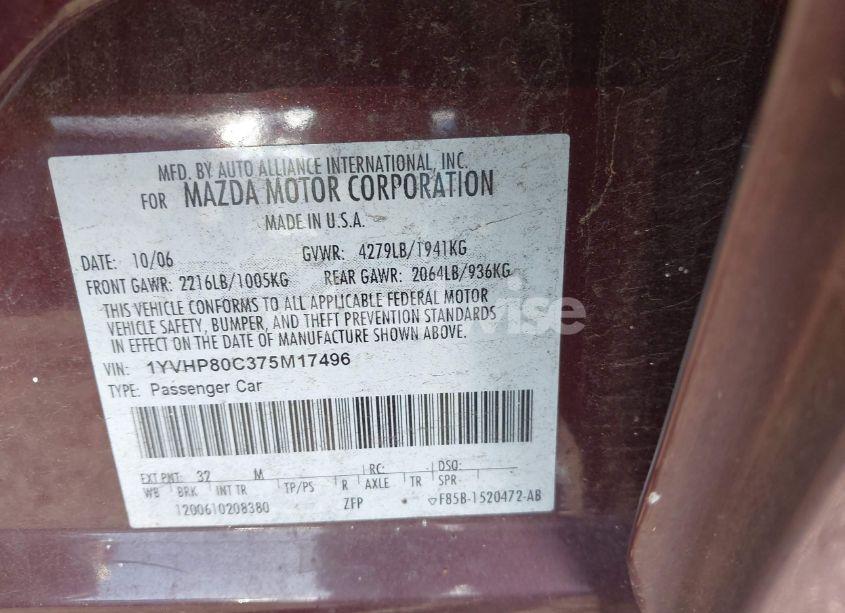 MFD. BY AUTO ALLIANCE INTERNATIONAL, INC.
FOR MAZDA MOTOR CORPORATION
MADE IN U.S.A.
DATE: 10/06 GVWR: 4279LB/1941KG
FRONT GAWR: 2216LB/1005KG REAR GAWR: 2064LB/936KG
THIS VEHICLE CONFORMS TO ALL APPLICABLE FEDERAL MOTOR
VEHICLE SAFETY, BUMPER, AND THEFT PREVENTION STANDARDS
IN EFFECT ON THE DATE OF MANUFACTURE SHOWN ABOVE.
VIN: 1YVHP80C375M17496
TYPE: Passenger Car
EXT PNT: 32 M RC: DSO:
WB BRK INT TR TP/PS R AXLE TR SPR
1200610208380 ZFP F85B-1520472-AB